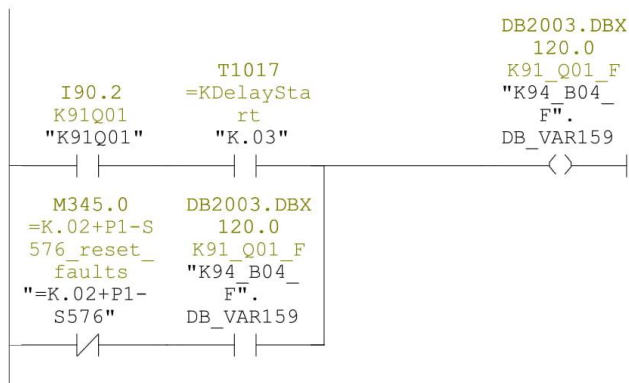 DB2003.DBX
120.0
K91_Q01_F
"K94_B04_
F".
DB_VAR159
T1017
=KDelaySta
rt
"K.03"
I90.2
K91Q01
"K91Q01"
M345.0
=K.02+P1-S
576_reset_
faults
"=K.02+P1-
S576"
DB2003.DBX
120.0
K91_Q01_F
"K94_B04_
F".
DB_VAR159